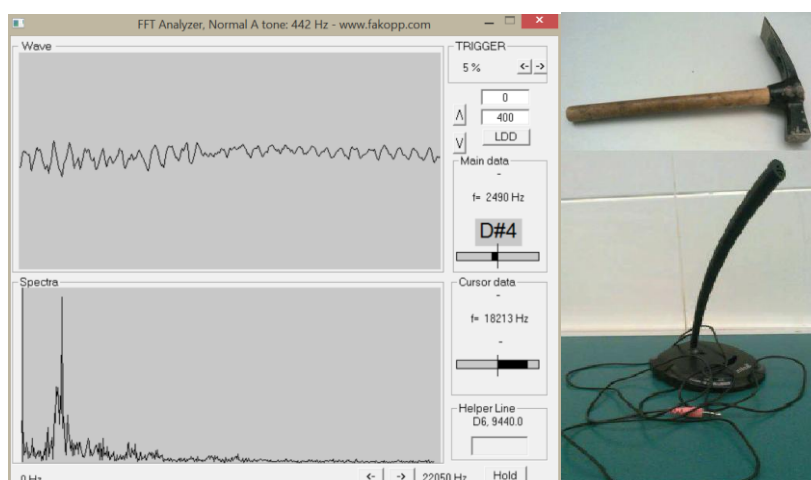 FFT Analyzer, Normal A tone: 442 Hz - www.fakopp.com
Wave
TRIGGER
5 %
<- ->
0
400
LDD
Main data
-
f= 2490 Hz
D#4
Spectra
Cursor data
-
f= 18213 Hz
-
Helper Line
D6, 9440.0
0 Hz
<- -> 22050 Hz Hold